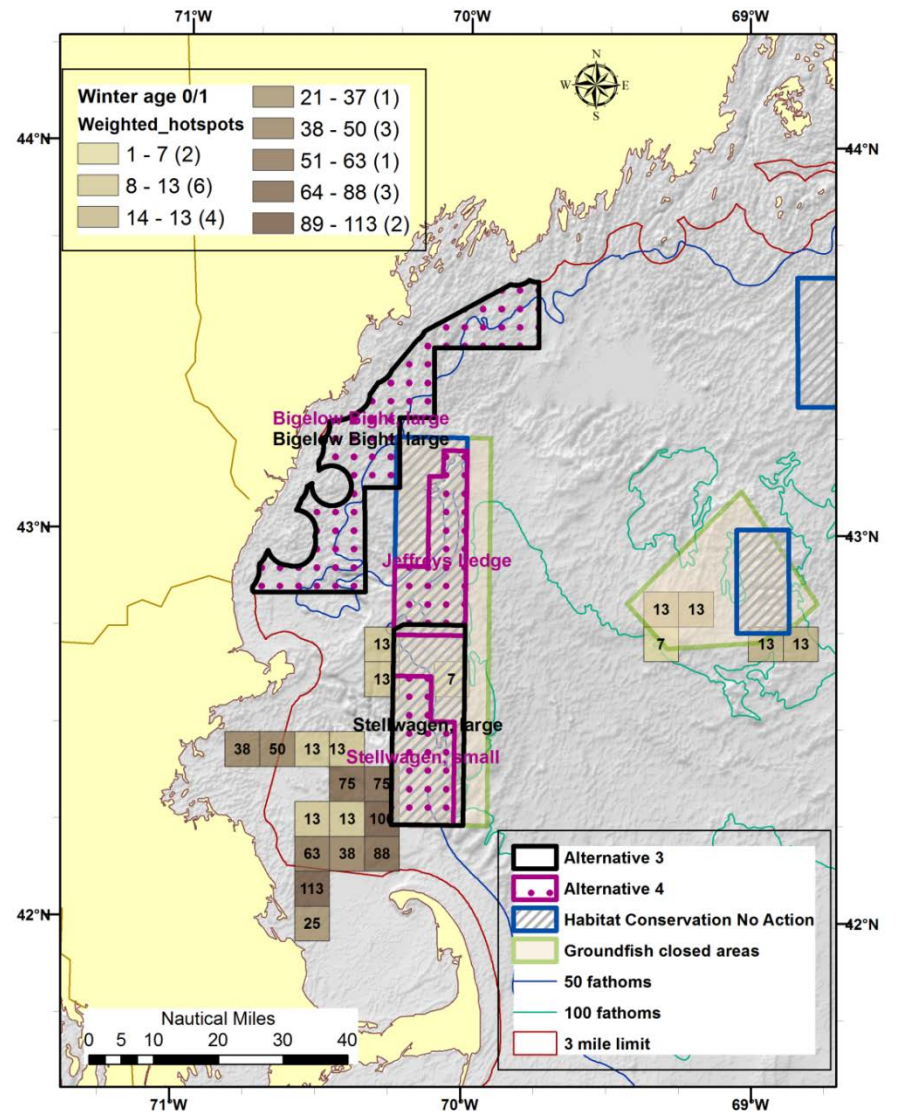 71°W 70°W 69°W
N
W E
S
Winter age 0/1
Weighted_hotspots
1 - 7 (2)
8 - 13 (6)
14 - 13 (4)
21 - 37 (1)
38 - 50 (3)
51 - 63 (1)
64 - 88 (3)
89 - 113 (2)
44°N 44°N
Bigelow Bight, large
Bigelow Bight, large
43°N 43°N
Jeffreys Ledge
13 13
7 13 13
13
13 7
Stellwagen, large
38 50 13 13
Stellwagen, small
75 75
13 13
63 38 88
113
25
42°N 42°N
Alternative 3
Alternative 4
Habitat Conservation No Action
Groundfish closed areas
50 fathoms
100 fathoms
3 mile limit
Nautical Miles
0 5 10 20 30 40
71°W 70°W 69°W